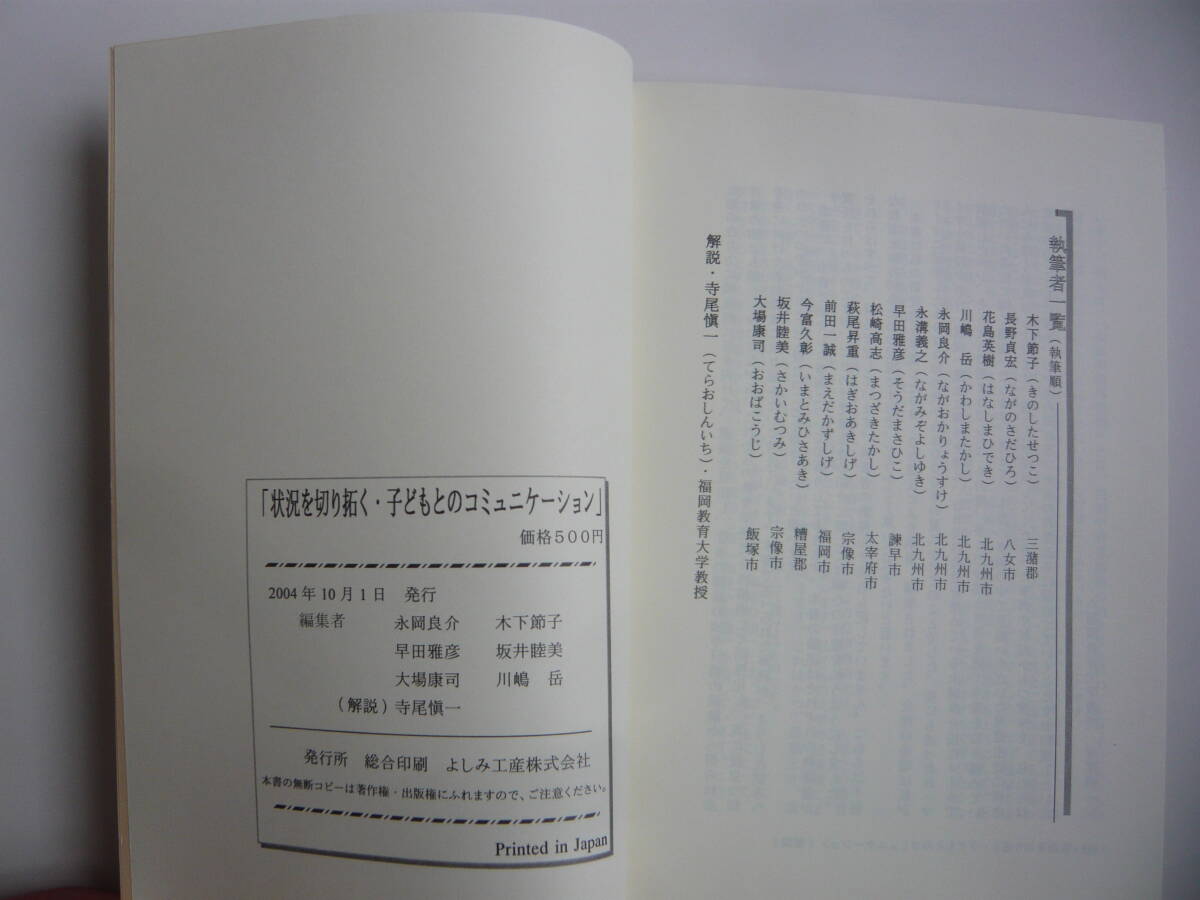 執筆者一覧（執筆順）
木下節子（きのしたせつこ） 三潴郡
長野貞宏（ながのさだひろ） 八女市
花島英樹（はなしまひでき） 北九州市
川嶋　岳（かわしまたかし） 北九州市
永岡良介（ながおかりょうすけ） 北九州市
永溝義之（ながみぞよしゆき） 北九州市
早田雅彦（そうだまさひこ） 諫早市
松崎高志（まつざきたかし） 太宰府市
萩尾昇重（はぎおあきしげ） 宗像市
前田一誠（まえだかずしげ） 福岡市
今富久彰（いまとみひさあき） 糟屋郡
坂井睦美（さかいむつみ） 宗像市
大場康司（おおばこうじ） 飯塚市
解説・寺尾愼一（てらおしんいち）・福岡教育大学教授
「状況を切り拓く・子どもとのコミュニケーション」
価格500円
2004年10月1日　発行
編集者　永岡良介　木下節子
早田雅彦　坂井睦美
大場康司　川嶋　岳
（解説）寺尾愼一
発行所　総合印刷　よしみ工産株式会社
本書の無断コピーは著作権・出版権にふれますので、ご注意ください。
Printed in Japan